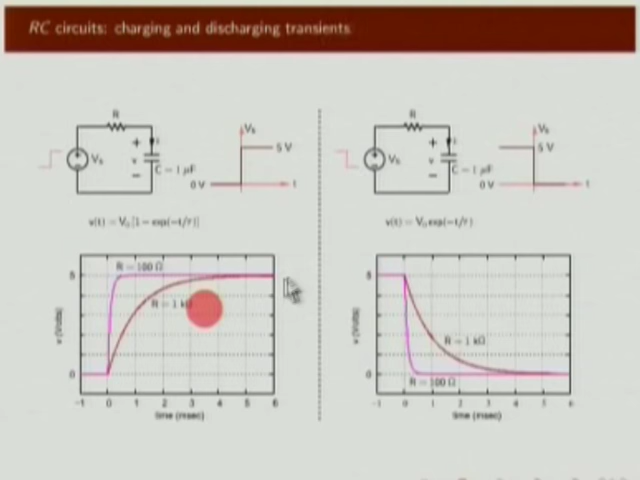 RC circuits: charging and discharging transients
R
Vs
C = 1 μF
Vs
5 V
0 V
t
v(t) = V₀ [1 − exp(−t/τ)]
R = 100 Ω
R = 1 kΩ
5
0
v (Volts)
-1 0 1 2 3 4 5 6
time (msec)
R
Vs
C = 1 μF
Vs
5 V
0 V
t
v(t) = V₀ exp(−t/τ)
R = 1 kΩ
R = 100 Ω
5
0
v (Volts)
-1 0 1 2 3 4 5 6
time (msec)